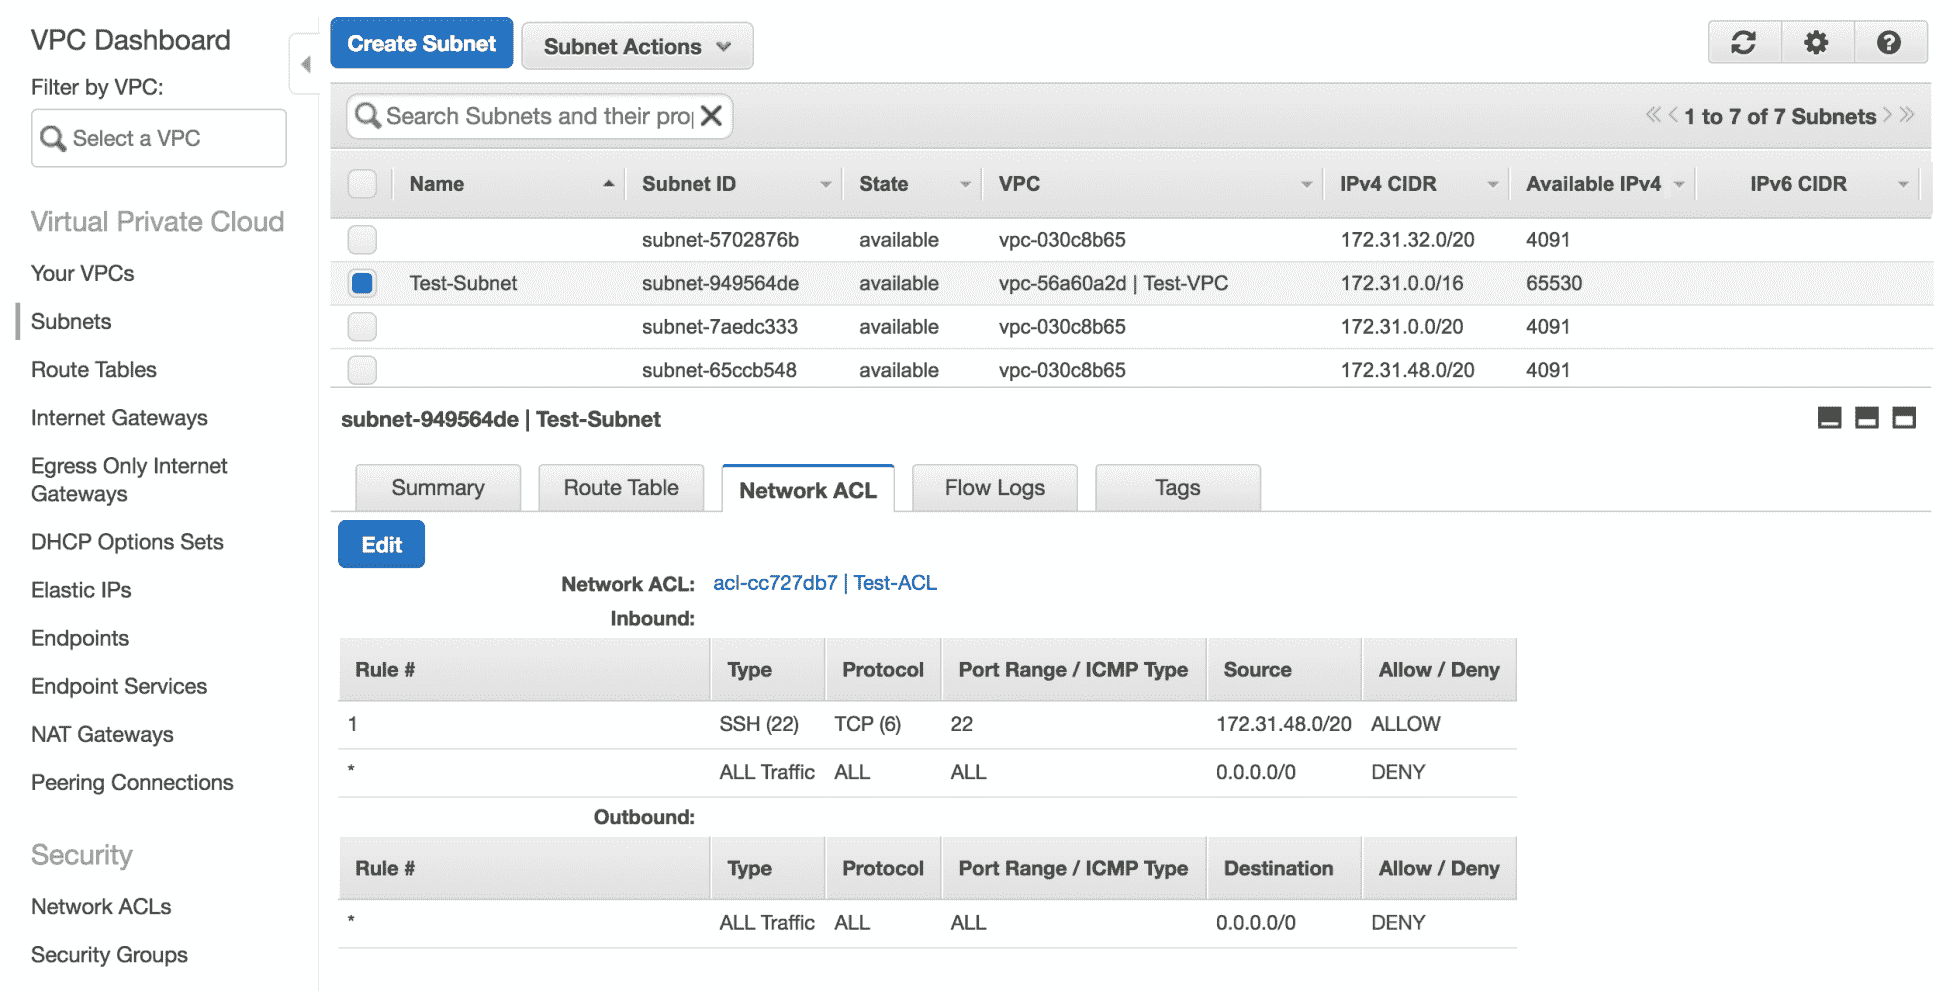 VPC Dashboard
Filter by VPC:
Select a VPC
Virtual Private Cloud
Your VPCs
Subnets
Route Tables
Internet Gateways
Egress Only Internet
Gateways
DHCP Options Sets
Elastic IPs
Endpoints
Endpoint Services
NAT Gateways
Peering Connections
Security
Network ACLs
Security Groups
Create Subnet Subnet Actions
Search Subnets and their pro
1 to 7 of 7 Subnets
Name Subnet ID State VPC IPv4 CIDR Available IPv4 IPv6 CIDR
subnet-5702876b available vpc-030c8b65 172.31.32.0/20 4091
Test-Subnet subnet-949564de available vpc-56a60a2d | Test-VPC 172.31.0.0/16 65530
subnet-7aedc333 available vpc-030c8b65 172.31.0.0/20 4091
subnet-65ccb548 available vpc-030c8b65 172.31.48.0/20 4091
subnet-949564de | Test-Subnet
Summary Route Table Network ACL Flow Logs Tags
Edit
Network ACL: acl-cc727db7 | Test-ACL
Inbound:
Rule # Type Protocol Port Range / ICMP Type Source Allow / Deny
1 SSH (22) TCP (6) 22 172.31.48.0/20 ALLOW
* ALL Traffic ALL ALL 0.0.0.0/0 DENY
Outbound:
Rule # Type Protocol Port Range / ICMP Type Destination Allow / Deny
* ALL Traffic ALL ALL 0.0.0.0/0 DENY